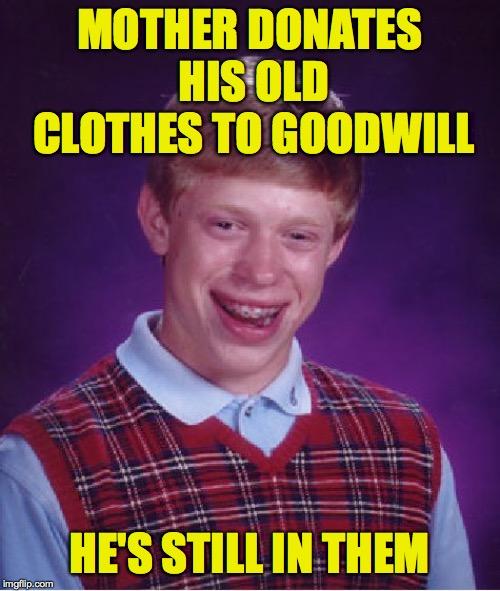 MOTHER DONATES
HIS OLD
CLOTHES TO GOODWILL
HE'S STILL IN THEM
imgflip.com